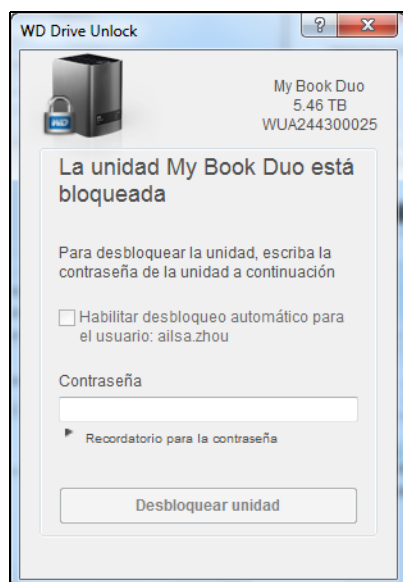 WD Drive Unlock
?
WD
My Book Duo
5.46 TB
WUA244300025
La unidad My Book Duo está
bloqueada
Para desbloquear la unidad, escriba la
contraseña de la unidad a continuación
Habilitar desbloqueo automático para
el usuario: ailsa.zhou
Contraseña
Recordatorio para la contraseña
Desbloquear unidad